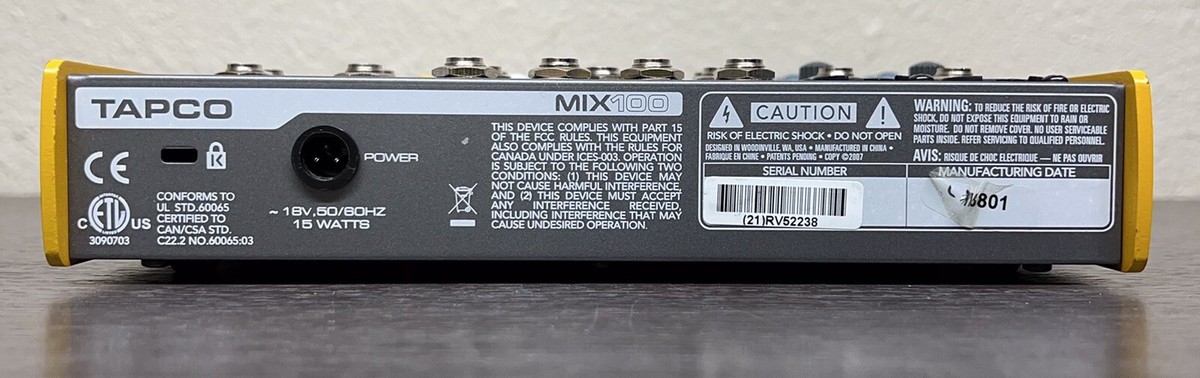 TAPCO
MIX100
CE
c ETL US
3090703
CONFORMS TO
UL STD.60065
CERTIFIED TO
CAN/CSA STD.
C22.2 NO.60065:03
K
POWER
~ 18V,50/60HZ
15 WATTS
THIS DEVICE COMPLIES WITH PART 15
OF THE FCC RULES. THIS EQUIPMENT
ALSO COMPLIES WITH THE RULES FOR
CANADA UNDER ICES-003. OPERATION
IS SUBJECT TO THE FOLLOWING TWO
CONDITIONS: (1) THIS DEVICE MAY
NOT CAUSE HARMFUL INTERFERENCE,
AND (2) THIS DEVICE MUST ACCEPT
ANY INTERFERENCE RECEIVED,
INCLUDING INTERFERENCE THAT MAY
CAUSE UNDESIRED OPERATION.
CAUTION
RISK OF ELECTRIC SHOCK • DO NOT OPEN
DESIGNED IN WOODINVILLE, WA, USA • MANUFACTURED IN CHINA •
FABRIQUE EN CHINE • PATENTS PENDING • COPY ©2007
WARNING: TO REDUCE THE RISK OF FIRE OR ELECTRIC
SHOCK, DO NOT EXPOSE THIS EQUIPMENT TO RAIN OR
MOISTURE. DO NOT REMOVE COVER. NO USER SERVICEABLE
PARTS INSIDE. REFER SERVICING TO QUALIFIED PERSONNEL.
AVIS: RISQUE DE CHOC ELECTRIQUE — NE PAS OUVRIR
SERIAL NUMBER
(21)RV52238
MANUFACTURING DATE